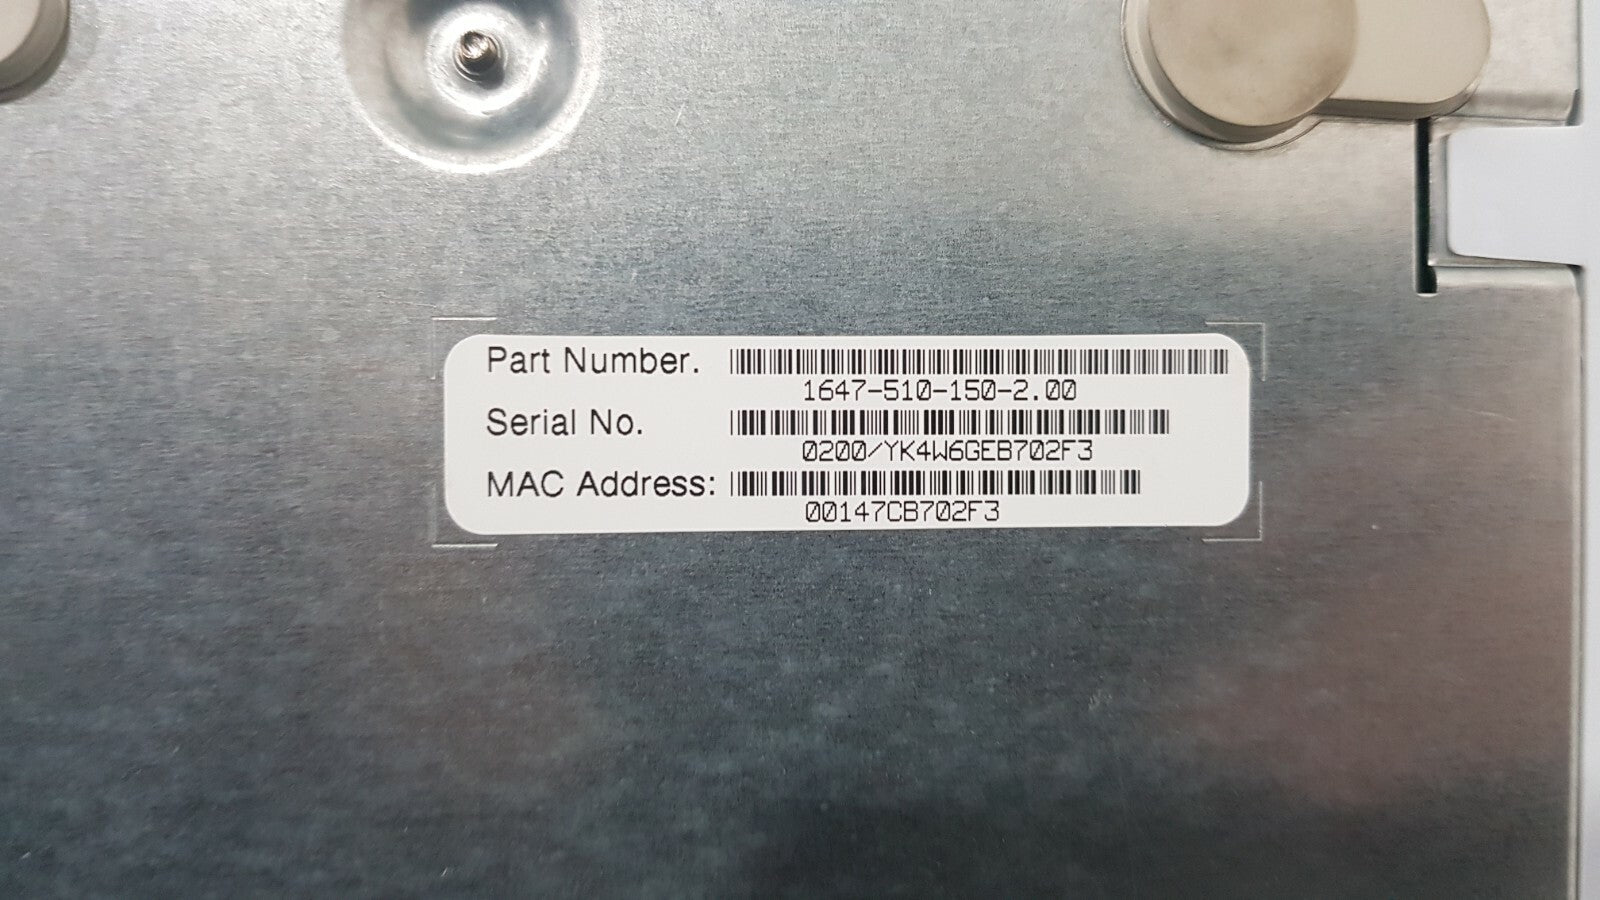 Part Number.
1647-510-150-2.00
Serial No.
0200/YK4W6GEB702F3
MAC Address:
00147CB702F3